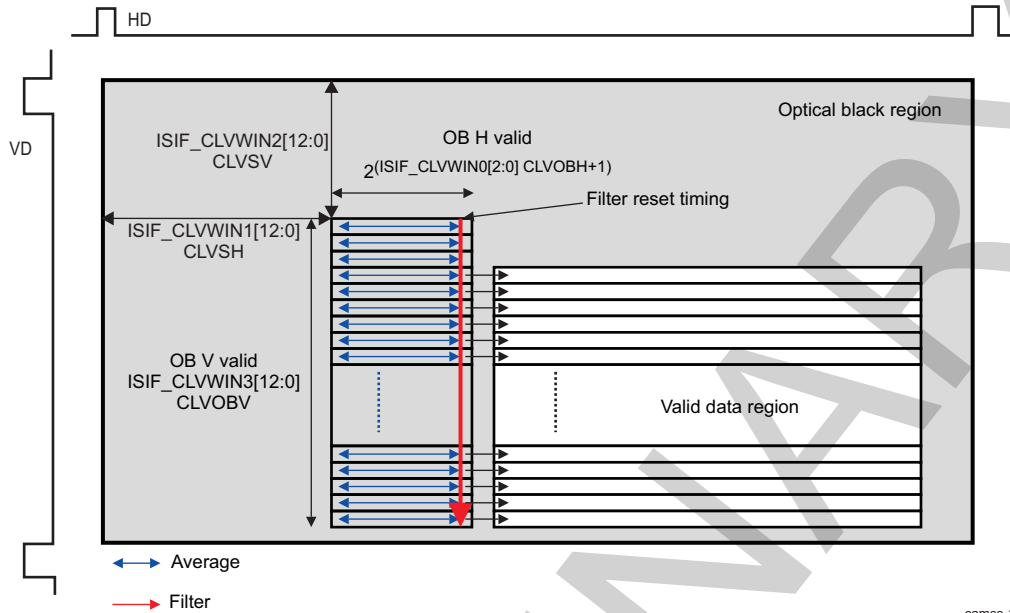 HD
VD
Optical black region
ISIF_CLVWIN2[12:0]
CLVSV
OB H valid
2(ISIF_CLVWIN0[2:0] CLVOBH+1)
Filter reset timing
ISIF_CLVWIN1[12:0]
CLVSH
OB V valid
ISIF_CLVWIN3[12:0]
CLVOBV
Valid data region
Average
Filter